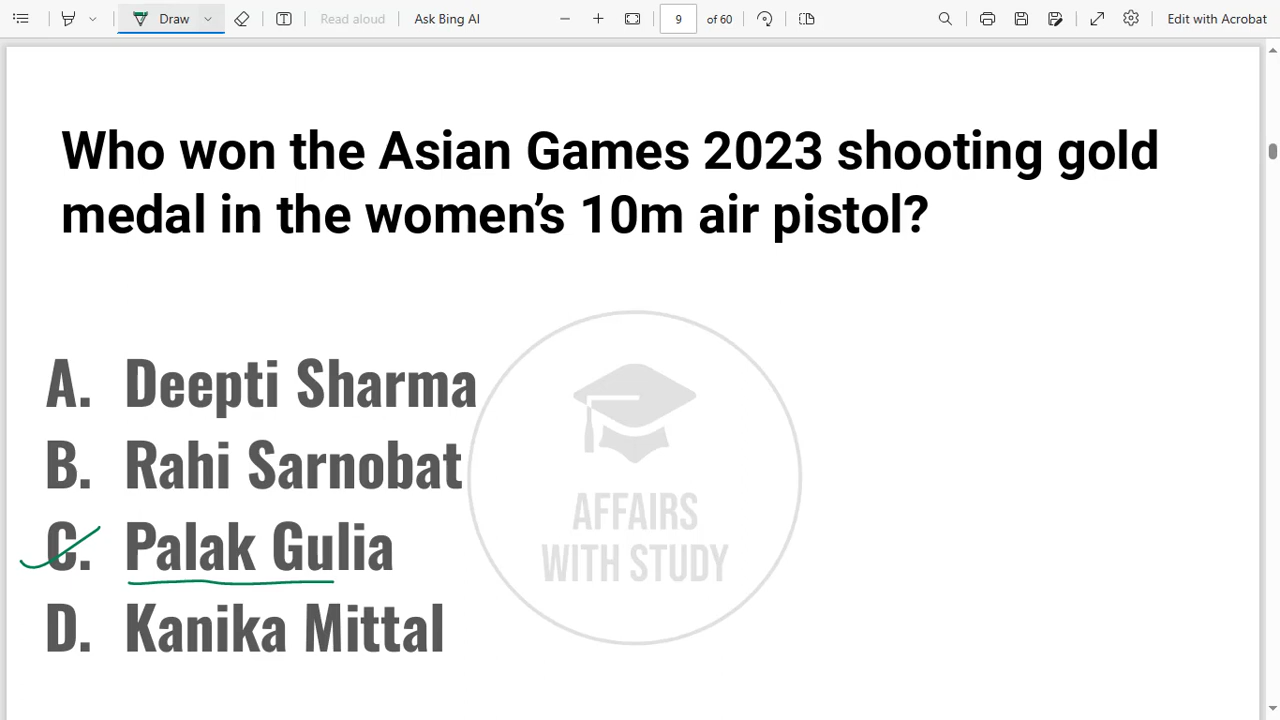 Draw
Read aloud
Ask Bing AI
9
of 60
Edit with Acrobat
Who won the Asian Games 2023 shooting gold
medal in the women’s 10m air pistol?
A. Deepti Sharma
B. Rahi Sarnobat
C. Palak Gulia
D. Kanika Mittal
AFFAIRS
WITH STUDY